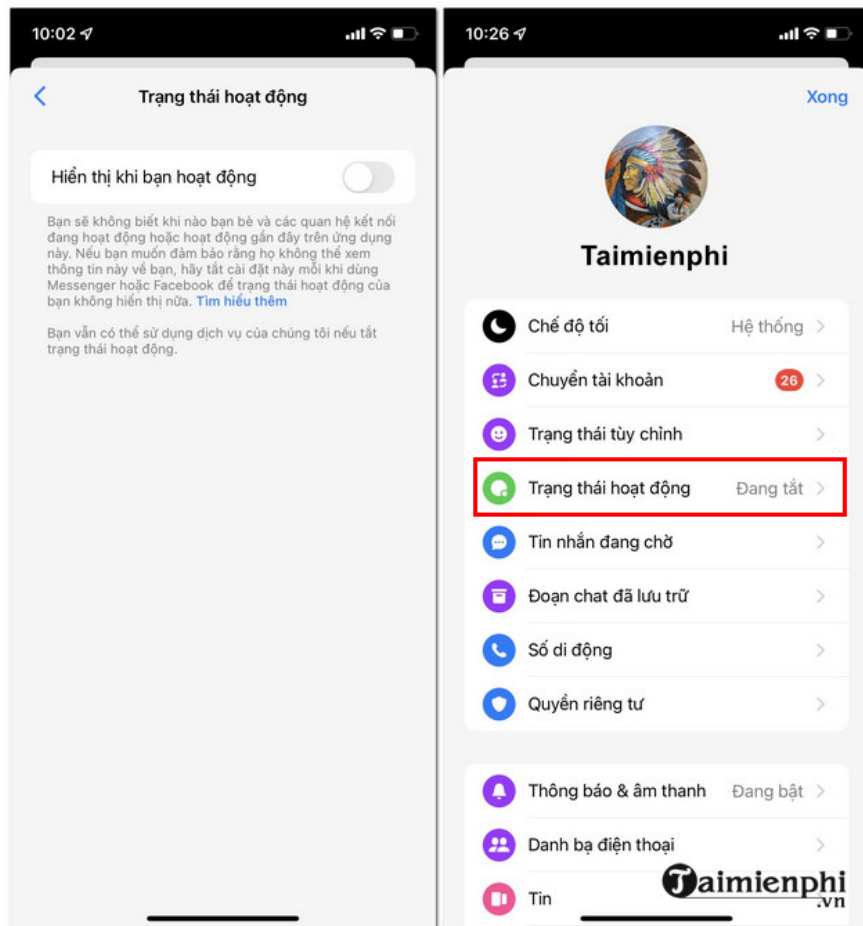 10:02
Trạng thái hoạt động
Hiển thị khi bạn hoạt động
Bạn sẽ không biết khi nào bạn bè và các quan hệ kết nối
đang hoạt động hoặc hoạt động gần đây trên ứng dụng
này. Nếu bạn muốn đảm bảo rằng họ không thể xem
thông tin này về bạn, hãy tắt cài đặt này mỗi khi dùng
Messenger hoặc Facebook để trạng thái hoạt động của
bạn không hiển thị nữa. Tìm hiểu thêm
Bạn vẫn có thể sử dụng dịch vụ của chúng tôi nếu tắt
trạng thái hoạt động.
10:26
Xong
Taimienphi
Chế độ tối Hệ thống
Chuyển tài khoản 26
Trạng thái tùy chỉnh
Trạng thái hoạt động Đang tắt
Tin nhắn đang chờ
Đoạn chat đã lưu trữ
Số di động
Quyền riêng tư
Thông báo & âm thanh Đang bật
Danh bạ điện thoại
Tin
Taimienphi
.vn